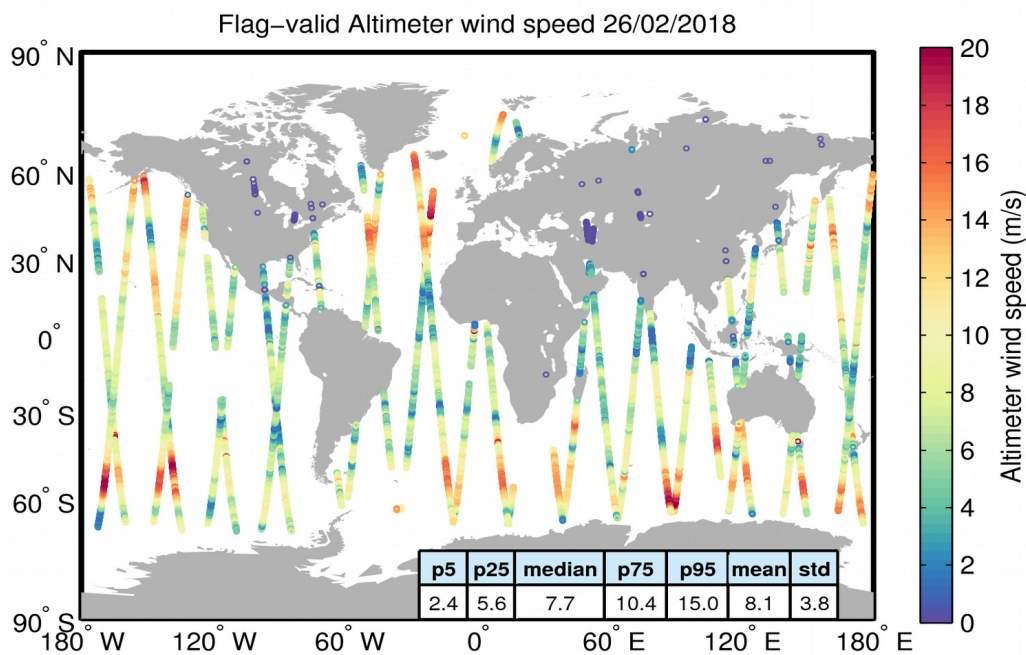 Flag−valid Altimeter wind speed 26/02/2018
90° N
60° N
30° N
0°
30° S
60° S
90° S
180° W
120° W
60° W
0°
60° E
120° E
180° E
p5 p25 median p75 p95 mean std
2.4 5.6 7.7 10.4 15.0 8.1 3.8
20
18
16
14
12
10
8
6
4
2
0
Altimeter wind speed (m/s)